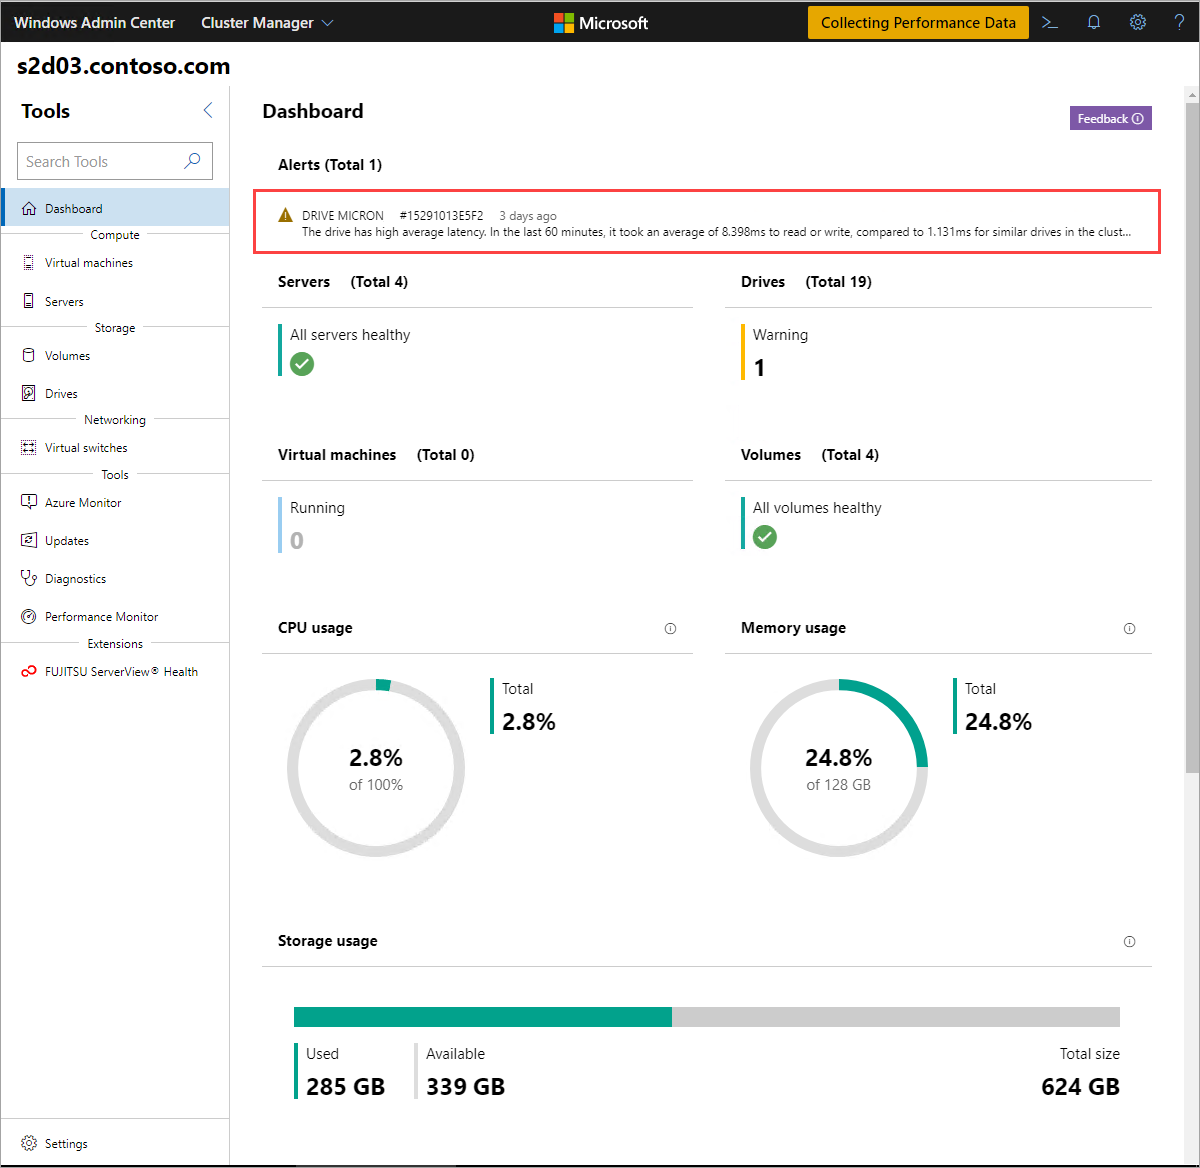 Windows Admin Center Cluster Manager Microsoft Collecting Performance Data ?
s2d03.contoso.com
Tools
Search Tools
Dashboard
Compute
Virtual machines
Servers
Storage
Volumes
Drives
Networking
Virtual switches
Tools
Azure Monitor
Updates
Diagnostics
Performance Monitor
Extensions
FUJITSU ServerView® Health
Settings
Dashboard
Feedback
Alerts (Total 1)
DRIVE MICRON #15291013E5F2 3 days ago
The drive has high average latency. In the last 60 minutes, it took an average of 8.398ms to read or write, compared to 1.131ms for similar drives in the clust...
Servers (Total 4)
All servers healthy
Drives (Total 19)
Warning
1
Virtual machines (Total 0)
Running
0
Volumes (Total 4)
All volumes healthy
CPU usage
2.8%
of 100%
Total
2.8%
Memory usage
24.8%
of 128 GB
Total
24.8%
Storage usage
Used
285 GB
Available
339 GB
Total size
624 GB